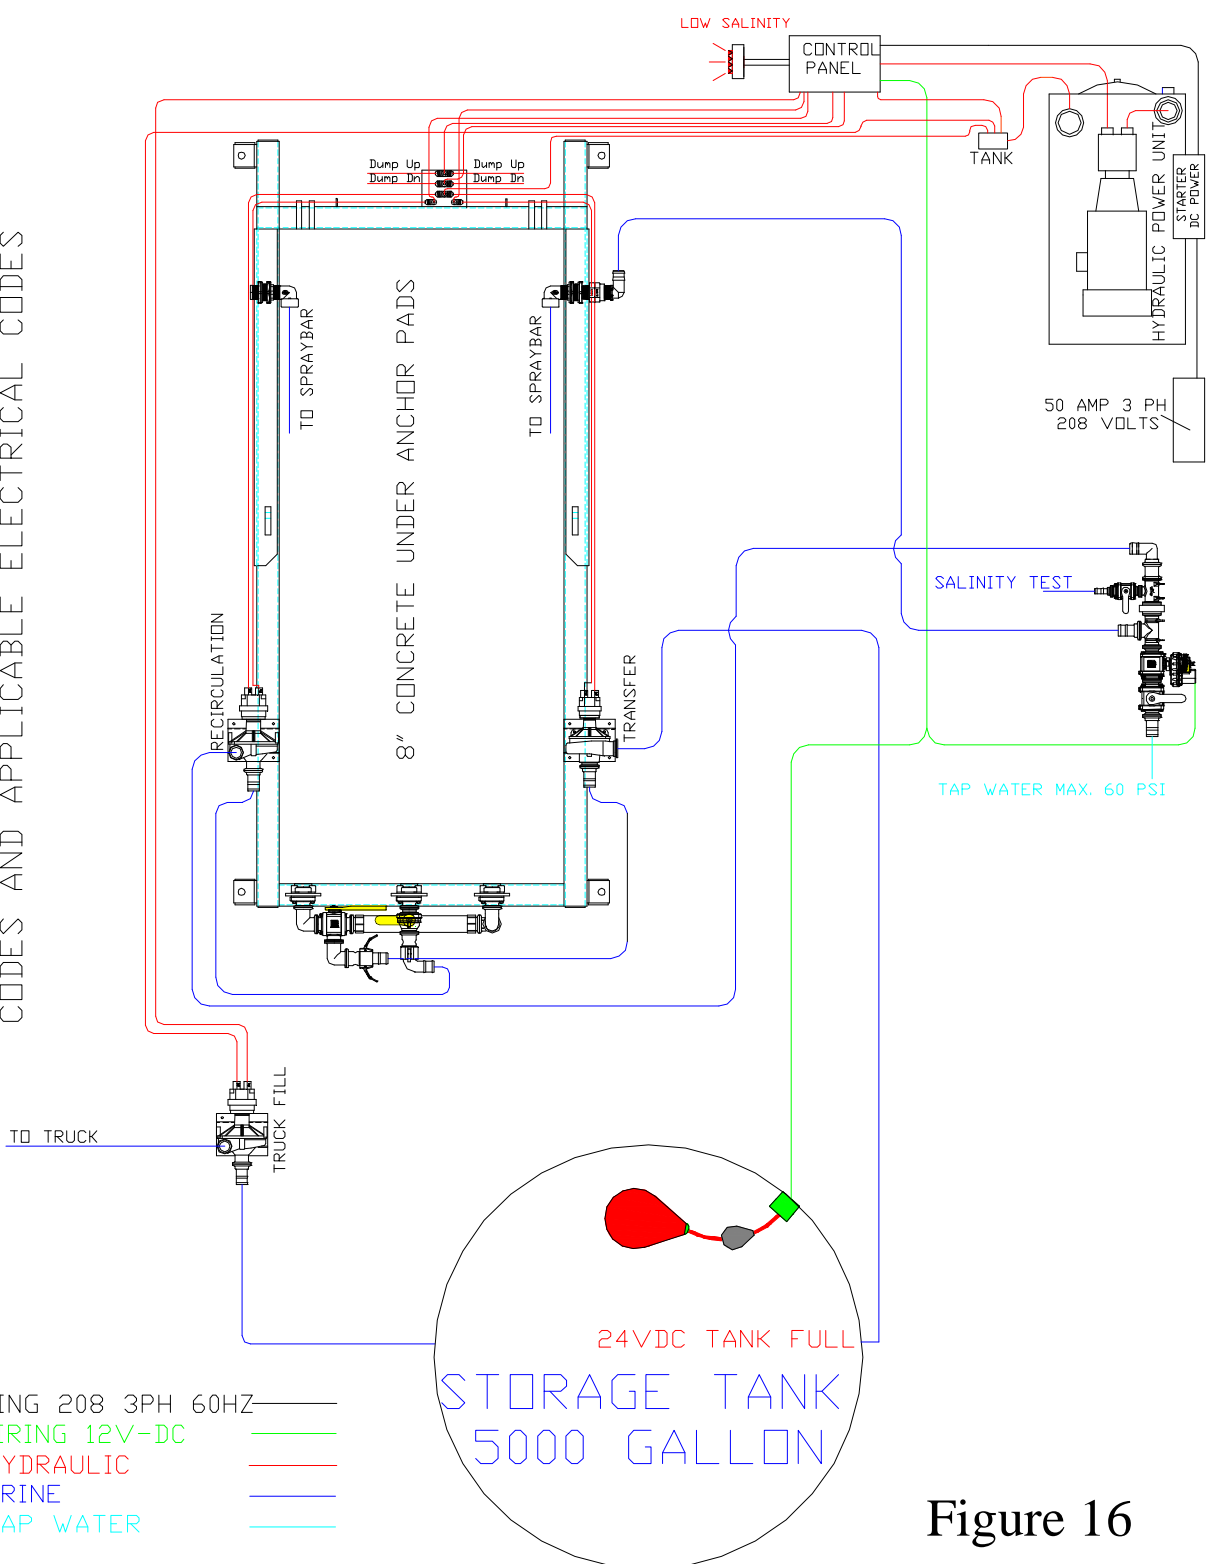 LOW SALINITY
CONTROL
PANEL
TANK
HYDRAULIC POWER UNIT
STARTER
DC POWER
50 AMP 3 PH
208 VOLTS
Dump Up
Dump Up
Dump Dn
Dump Dn
TO SPRAYBAR
TO SPRAYBAR
8" CONCRETE UNDER ANCHOR PADS
CODES AND APPLICABLE ELECTRICAL CODES
SALINITY TEST
RECIRCULATION
TRANSFER
TAP WATER MAX. 60 PSI
TRUCK FILL
TO TRUCK
24VDC TANK FULL
STORAGE TANK
5000 GALLON
ING 208 3PH 60HZ
IRING 12V-DC
YDRAULIC
RINE
AP WATER
Figure 16